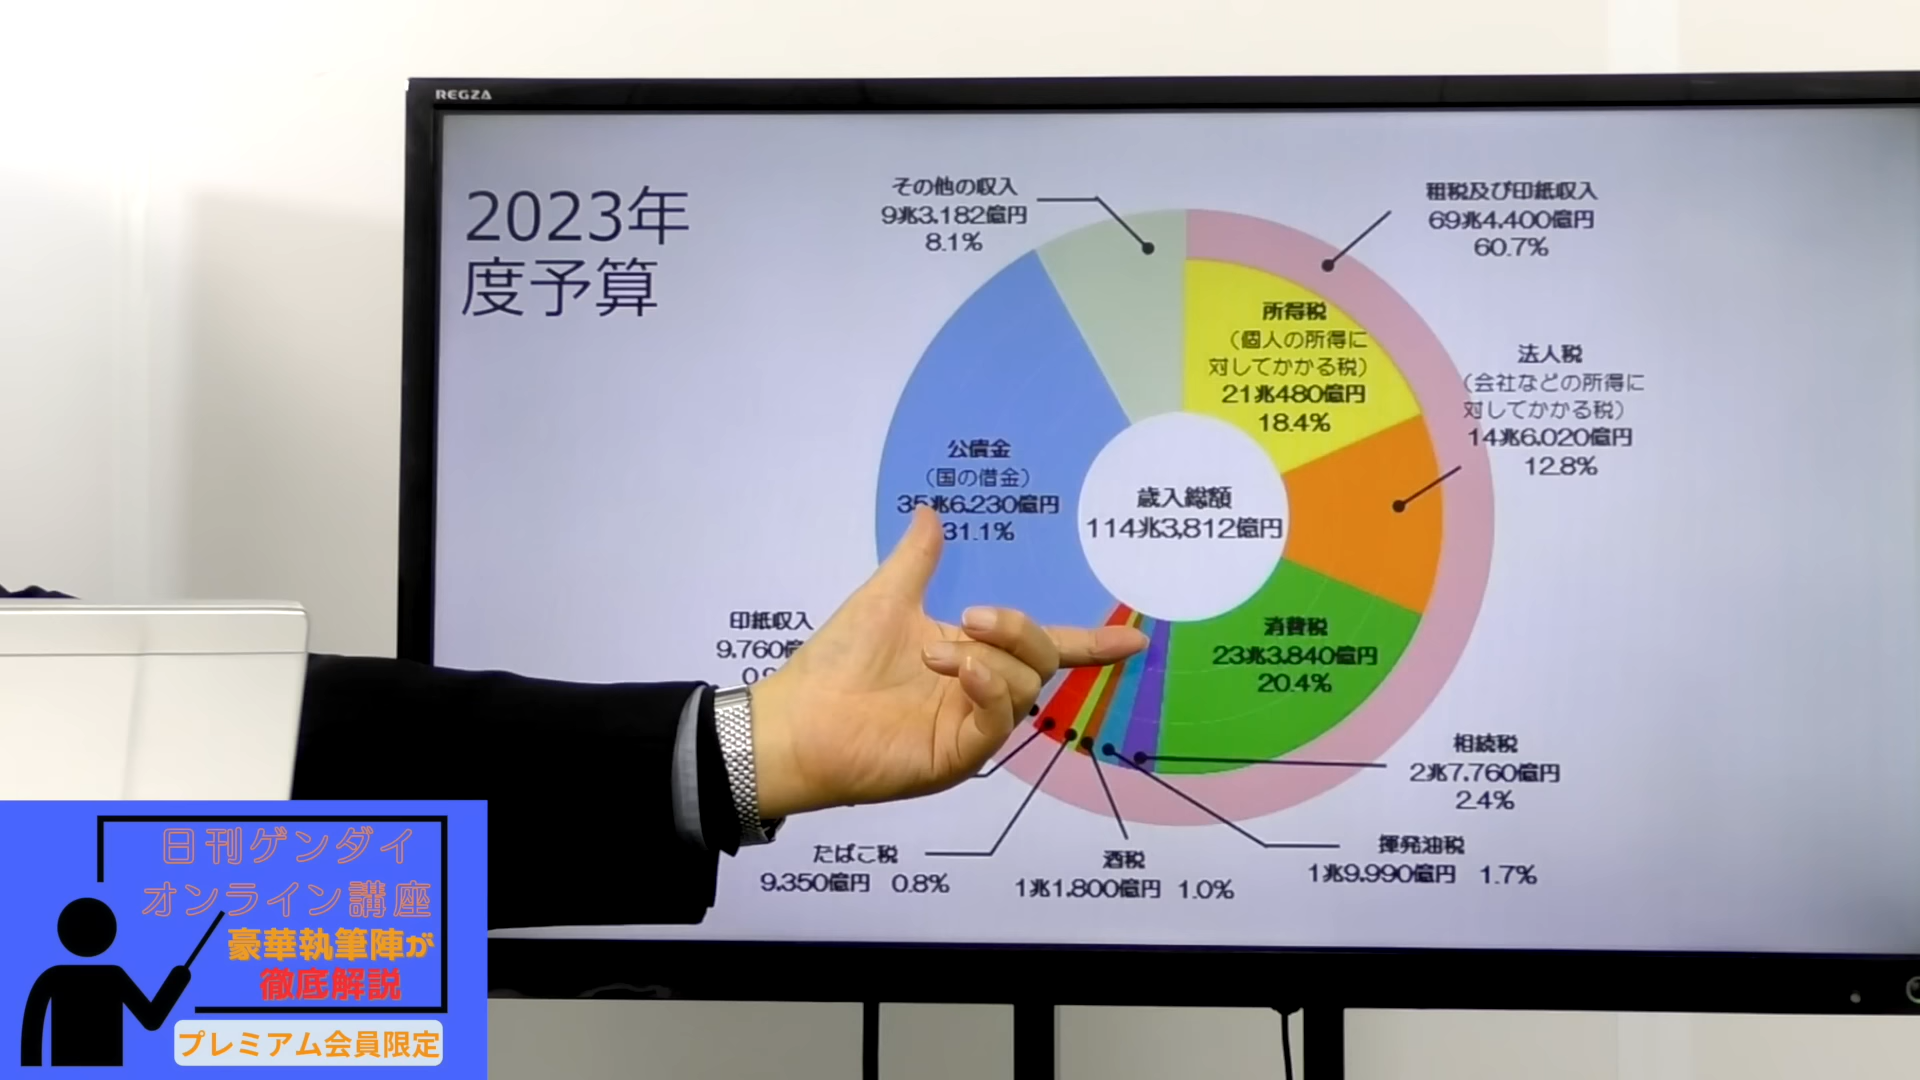 REGZA
2023年
度予算
その他の収入
9兆3,182億円
8.1%
租税及び印紙収入
69兆4,400億円
60.7%
所得税
（個人の所得に
対してかかる税）
21兆480億円
18.4%
法人税
（会社などの所得に
対してかかる税）
14兆6,020億円
12.8%
公債金
（国の借金）
35兆6,230億円
31.1%
歳入総額
114兆3,812億円
印紙収入
9,760億
消費税
23兆3,840億円
20.4%
相続税
2兆7,760億円
2.4%
揮発油税
1兆9,990億円 1.7%
酒税
1兆1,800億円 1.0%
たばこ税
9,350億円 0.8%
日刊ゲンダイ
オンライン講座
豪華執筆陣が
徹底解説
プレミアム会員限定